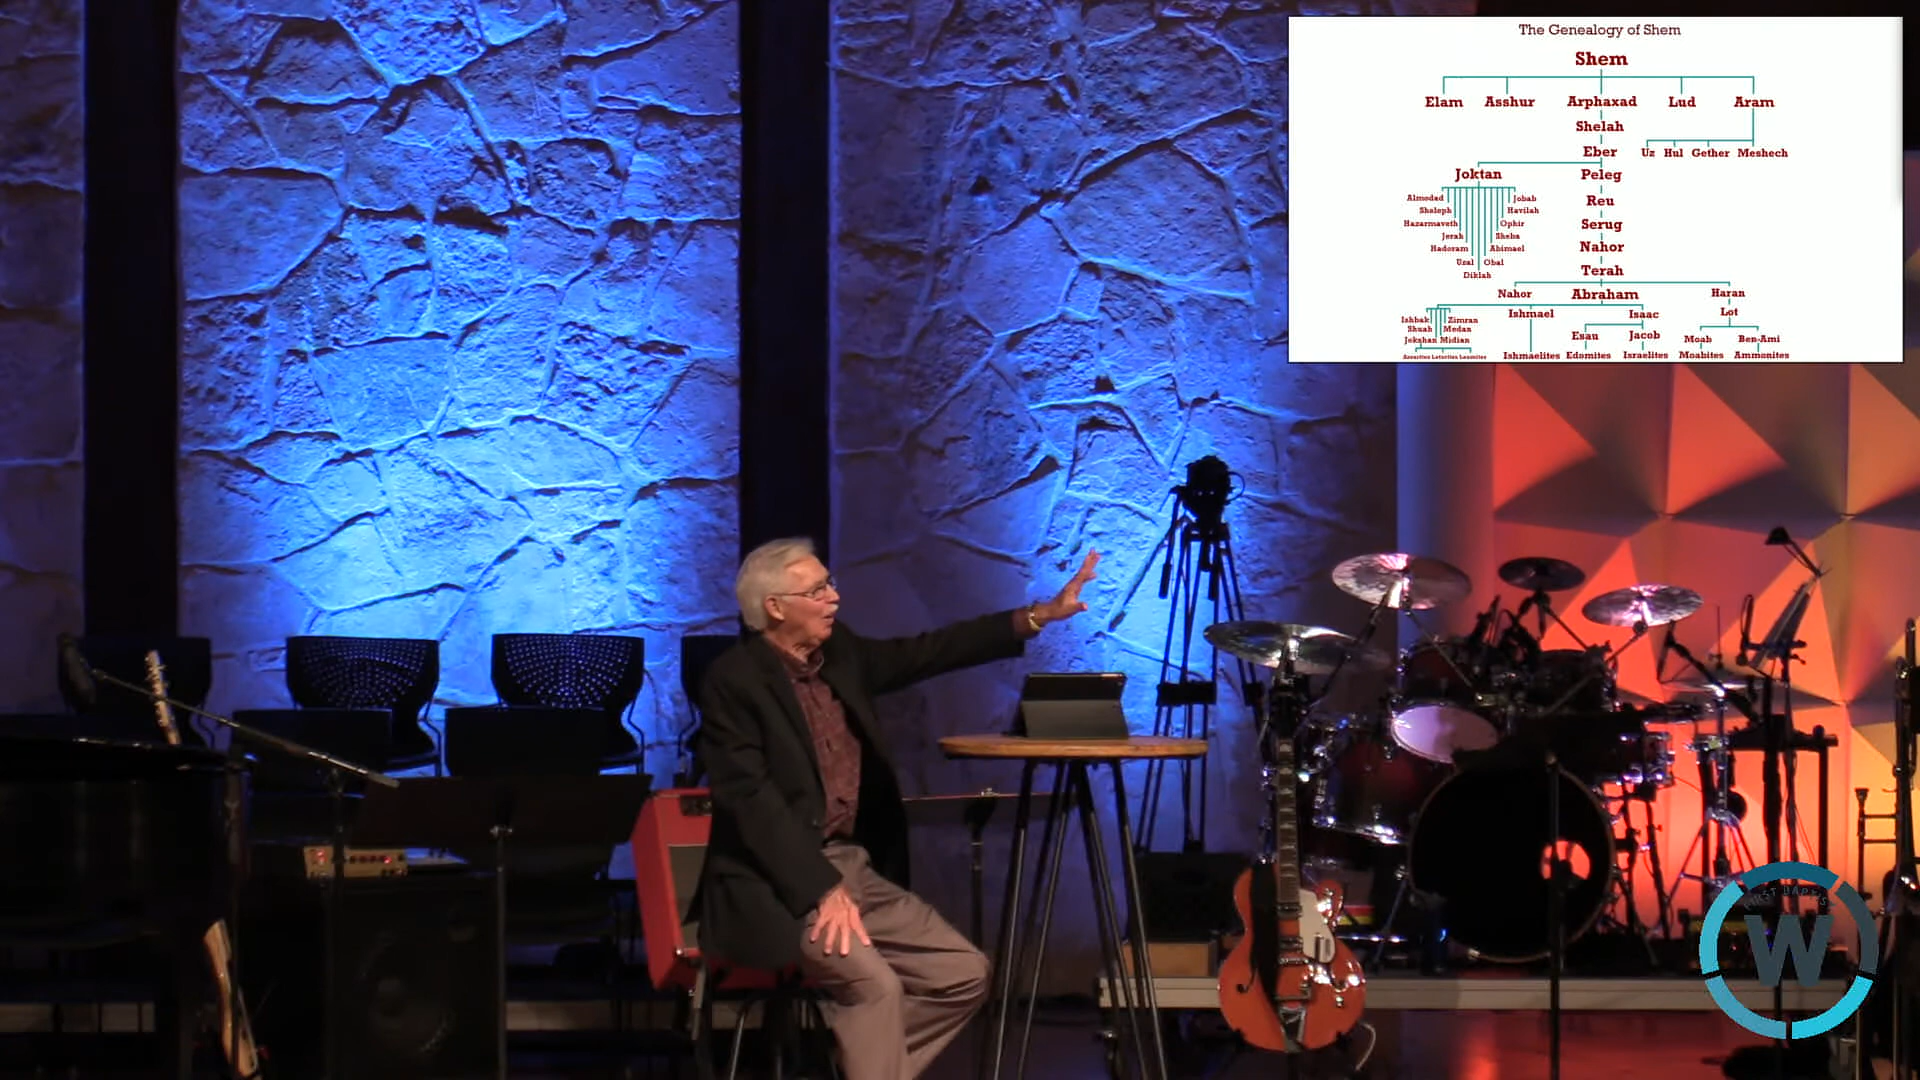 The Genealogy of Shem
Shem
Elam Asshur Arphaxad Lud Aram
Shelah
Eber Uz Hul Gether Meshech
Joktan Peleg
Almodad Jobab Reu
Sheleph Havilah
Hazarmaveth Ophir Serug
Jerah Sheba
Hadoram Abimael Nahor
Uzal Obal
Diklah Terah
Nahor Abraham Haran
Ishmael Isaac Lot
Ishbak Zimran
Shuah Medan Esau Jacob Moab Ben-Ami
Jokshan Midian
Ishmaelites Edomites Israelites Moabites Ammonites
FIRST BAPTIST
W